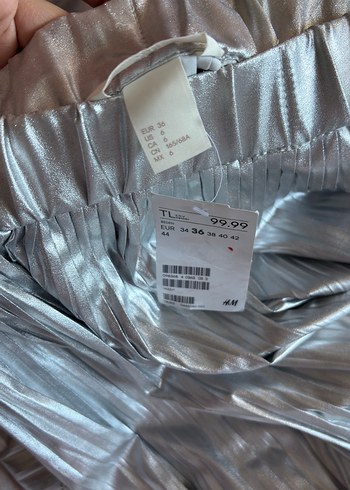 EUR 36
US 6
CA 6
CN 165/68A
MX 6
TL 99.99
EUR 34 36 38 40 42
44
H&M